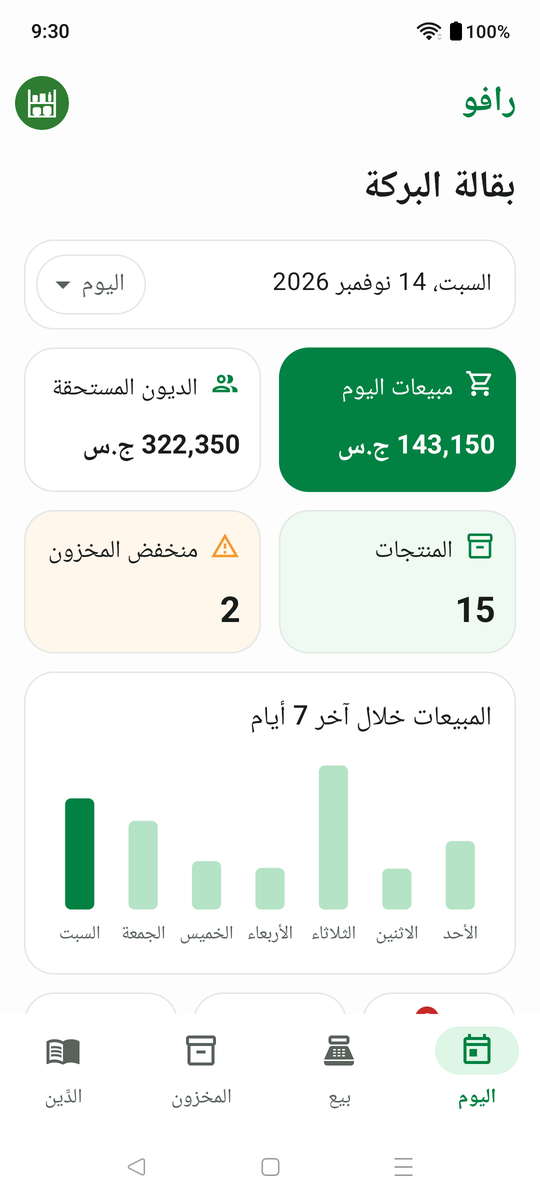 9:30
100%
رافو
بقالة البركة
السبت، 14 نوفمبر 2026
اليوم
مبيعات اليوم
143,150 ج.س
الديون المستحقة
322,350 ج.س
المنتجات
15
منخفض المخزون
2
المبيعات خلال آخر 7 أيام
الأحد
الاثنين
الثلاثاء
الأربعاء
الخميس
الجمعة
السبت
اليوم
بيع
المخزون
الدَّين